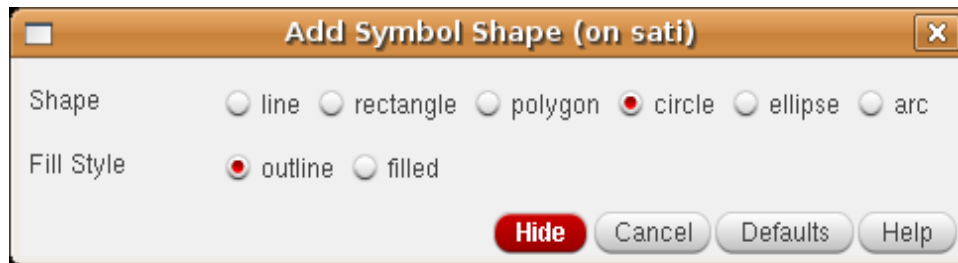 Add Symbol Shape (on sati)
Shape line rectangle polygon circle ellipse arc
Fill Style outline filled
Hide Cancel Defaults Help